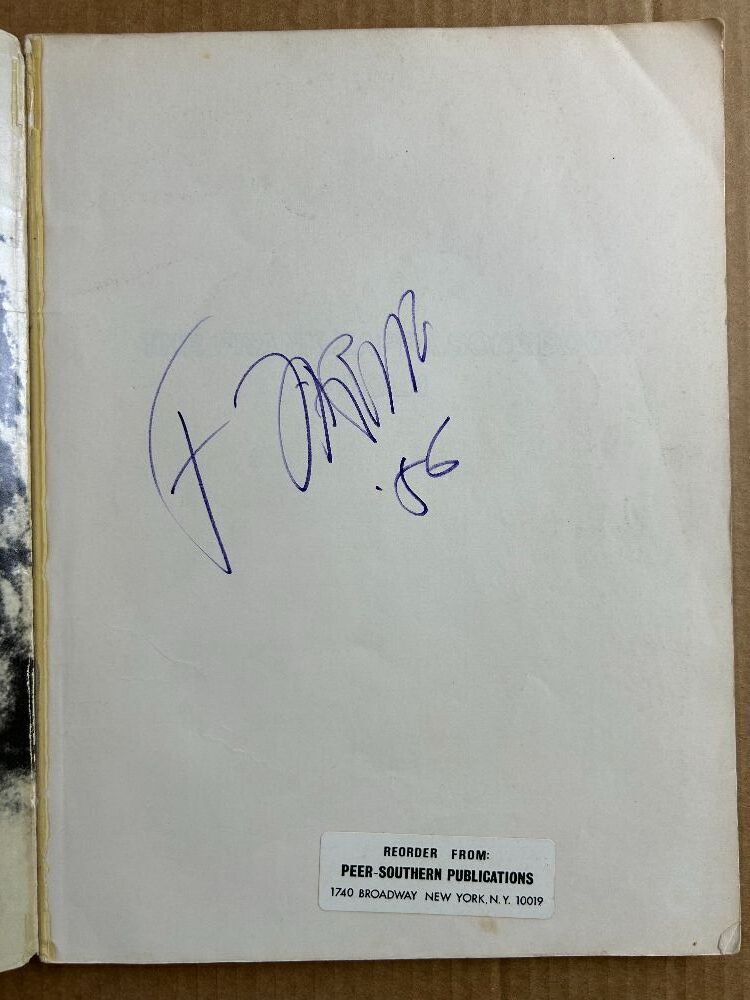 '86
REORDER FROM:
PEER-SOUTHERN PUBLICATIONS
1740 BROADWAY NEW YORK, N.Y. 10019